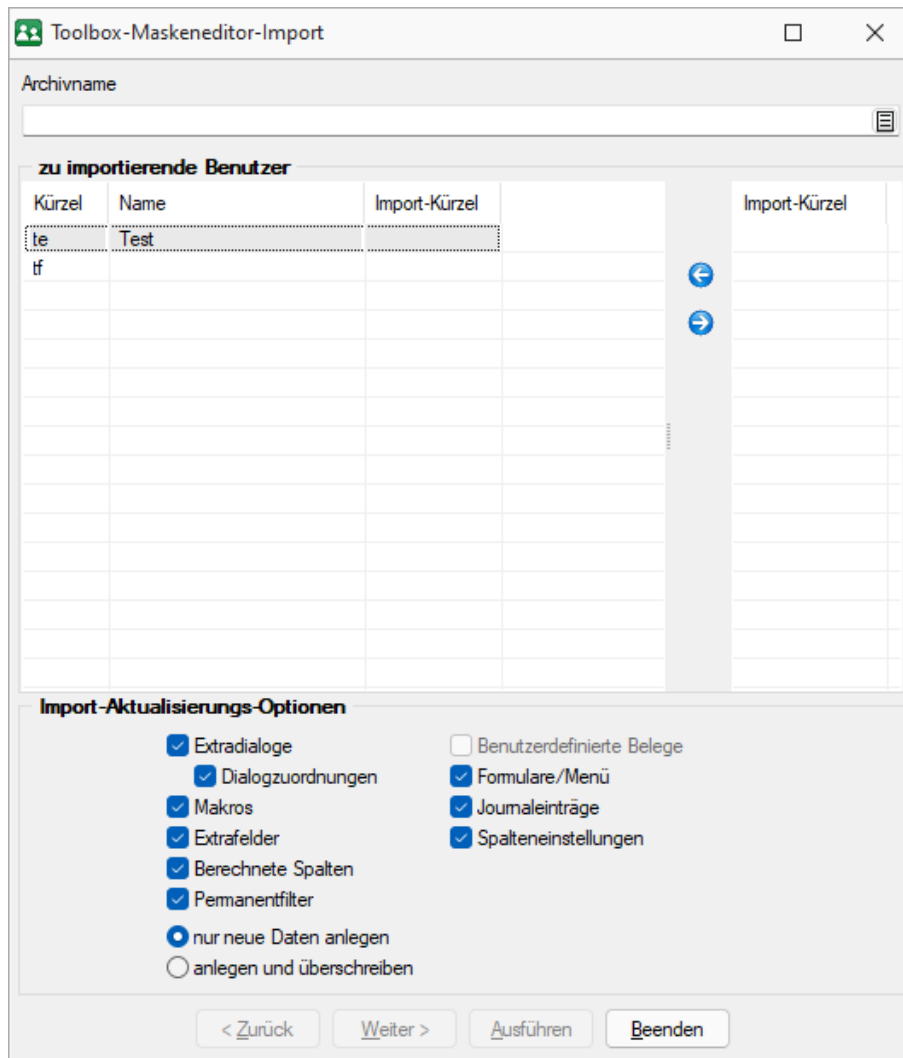 Toolbox-Maskeneditor-Import
Archivname
zu importierende Benutzer
Kürzel Name Import-Kürzel Import-Kürzel
te Test
tf
Import-Aktualisierungs-Optionen
Extradialoge Benutzerdefinierte Belege
Dialogzuordnungen Formulare/Menü
Makros Journaleinträge
Extrafelder Spalteneinstellungen
Berechnete Spalten
Permanentfilter
nur neue Daten anlegen
anlegen und überschreiben
< Zurück Weiter > Ausführen Beenden